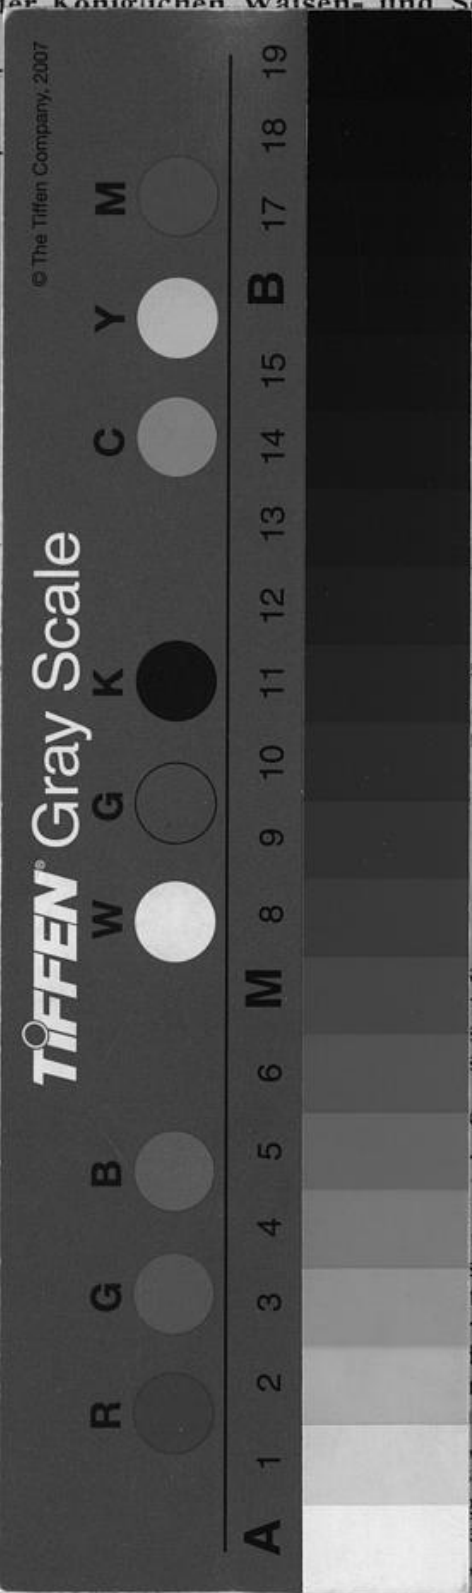 der Königlichen Waisen- und S
TIFFEN® Gray Scale
© The Tiffen Company, 2007
R G B W G K C Y M
A 1 2 3 4 5 6 M 8 9 10 11 12 13 14 15 B 17 18 19